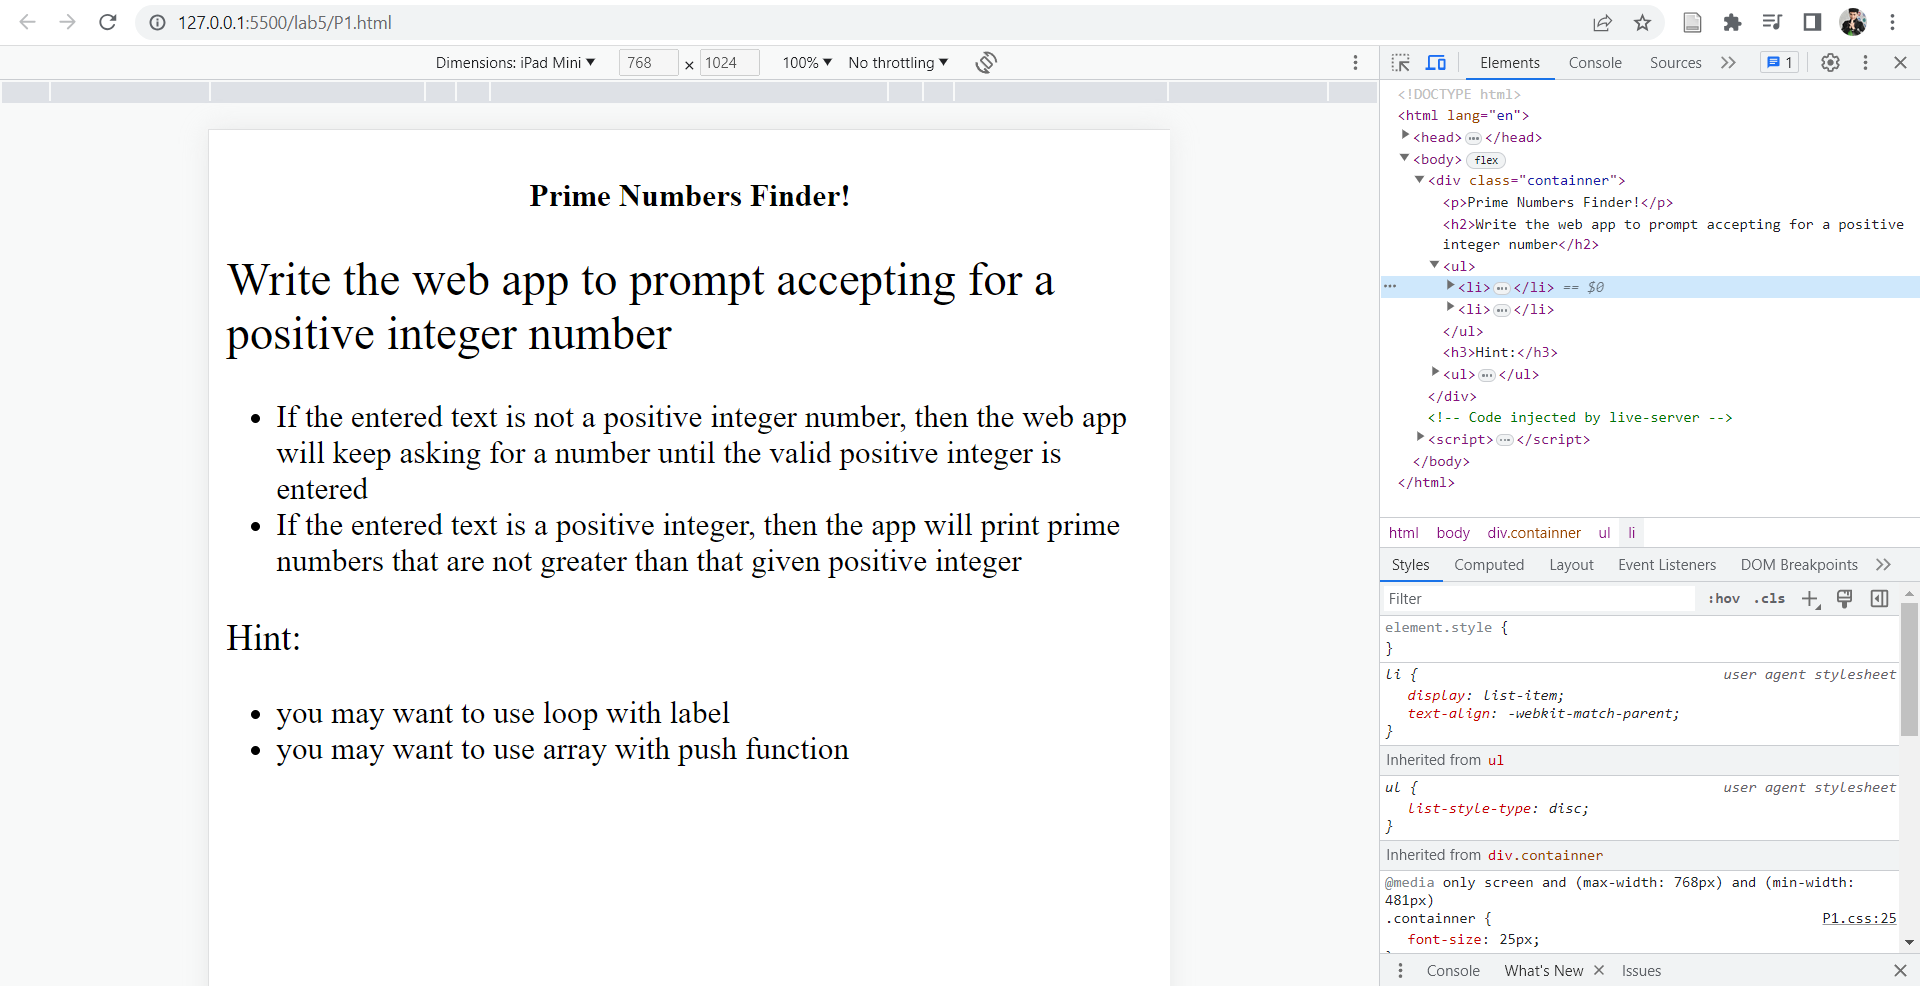 127.0.0.1:5500/lab5/P1.html
Dimensions: iPad Mini 768 × 1024 100% No throttling
Elements Console Sources 1
Prime Numbers Finder!
Write the web app to prompt accepting for a
positive integer number
If the entered text is not a positive integer number, then the web app
will keep asking for a number until the valid positive integer is
entered
If the entered text is a positive integer, then the app will print prime
numbers that are not greater than that given positive integer
Hint:
you may want to use loop with label
you may want to use array with push function
<!DOCTYPE html>
<html lang="en">
<head> ••• </head>
<body> flex
<div class="containner">
<p>Prime Numbers Finder!</p>
<h2>Write the web app to prompt accepting for a positive
integer number</h2>
<ul>
••• <li> ••• </li> == $0
<li> ••• </li>
</ul>
<h3>Hint:</h3>
<ul> ••• </ul>
</div>
<!-- Code injected by live-server -->
<script> ••• </script>
</body>
</html>
html body div.containner ul li
Styles Computed Layout Event Listeners DOM Breakpoints
Filter :hov .cls
element.style {
}
li { user agent stylesheet
display: list-item;
text-align: -webkit-match-parent;
}
Inherited from ul
ul { user agent stylesheet
list-style-type: disc;
}
Inherited from div.containner
@media only screen and (max-width: 768px) and (min-width:
481px)
.containner { P1.css:25
font-size: 25px;
Console What's New Issues